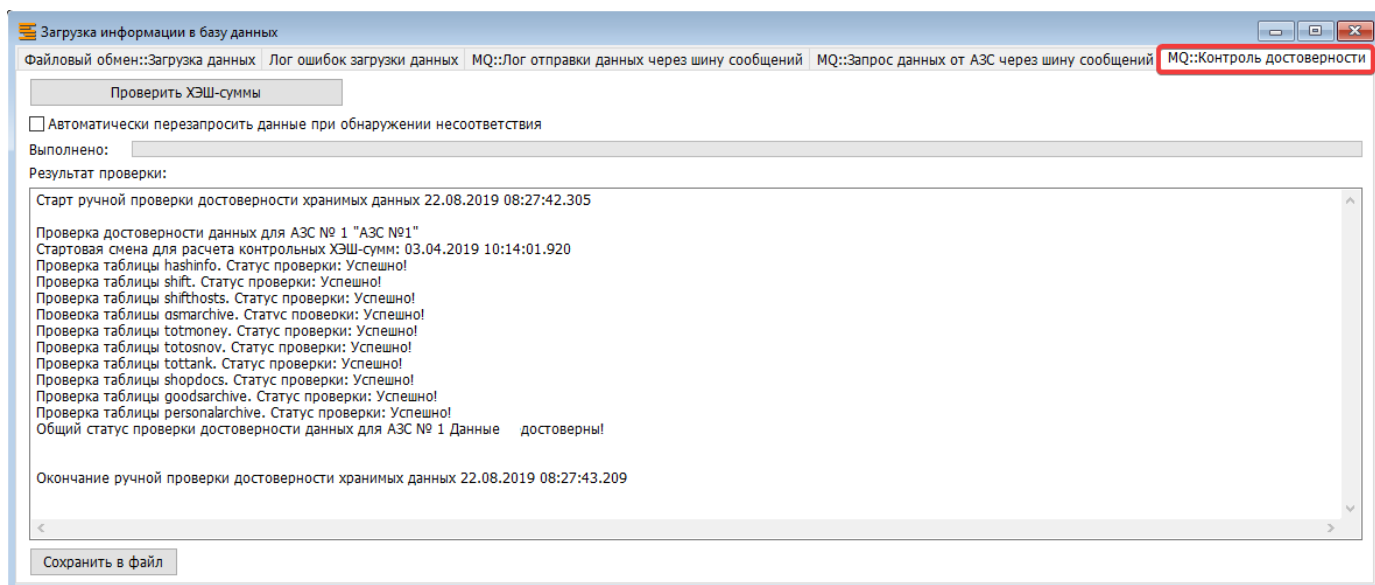 Загрузка информации в базу данных
Файловый обмен::Загрузка данных Лог ошибок загрузки данных MQ::Лог отправки данных через шину сообщений MQ::Запрос данных от АЗС через шину сообщений MQ::Контроль достоверности
Проверить ХЭШ-суммы
Автоматически перезапросить данные при обнаружении несоответствия
Выполнено:
Результат проверки:
Старт ручной проверки достоверности хранимых данных 22.08.2019 08:27:42.305
Проверка достоверности данных для АЗС № 1 "АЗС №1"
Стартовая смена для расчета контрольных ХЭШ-сумм: 03.04.2019 10:14:01.920
Проверка таблицы hashinfo. Статус проверки: Успешно!
Проверка таблицы shift. Статус проверки: Успешно!
Проверка таблицы shifthosts. Статус проверки: Успешно!
Проверка таблицы gsmarchive. Статус проверки: Успешно!
Проверка таблицы totmoney. Статус проверки: Успешно!
Проверка таблицы totosnov. Статус проверки: Успешно!
Проверка таблицы tottank. Статус проверки: Успешно!
Проверка таблицы shopdocs. Статус проверки: Успешно!
Проверка таблицы goodsarchive. Статус проверки: Успешно!
Проверка таблицы personalarchive. Статус проверки: Успешно!
Общий статус проверки достоверности данных для АЗС № 1 Данные достоверны!
Окончание ручной проверки достоверности хранимых данных 22.08.2019 08:27:43.209
Сохранить в файл